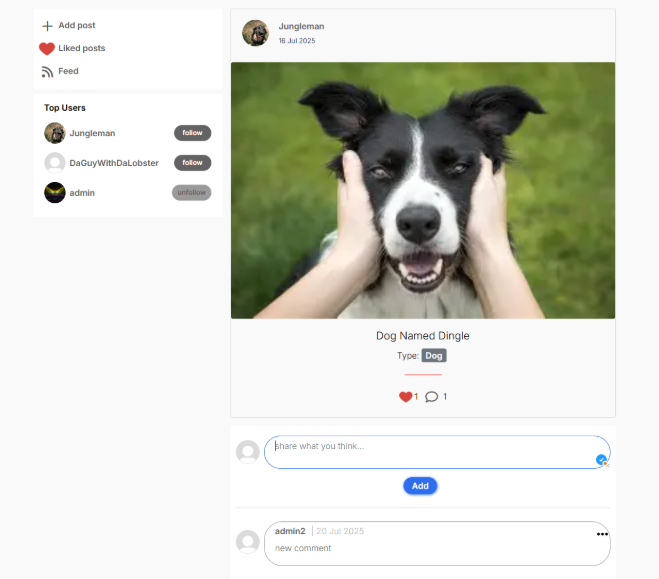 Add post
Liked posts
Feed
Top Users
Jungleman follow
DaGuyWithDaLobster follow
admin unfollow
Jungleman
16 Jul 2025
Dog Named Dingle
Type: Dog
1 1
share what you think...
Add
admin2 | 20 Jul 2025
new comment